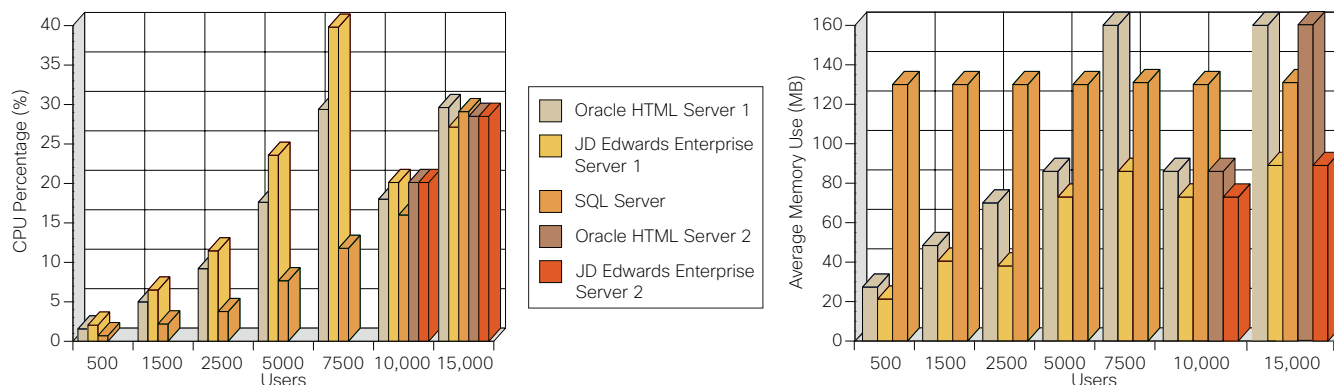 40
35
30
25
20
15
10
5
0
CPU Percentage (%)
500 1500 2500 5000 7500 10,000 15,000
Users
Oracle HTML Server 1
JD Edwards Enterprise
Server 1
SQL Server
Oracle HTML Server 2
JD Edwards Enterprise
Server 2
160
140
120
100
80
60
40
20
0
Average Memory Use (MB)
500 1500 2500 5000 7500 10,000 15,000
Users